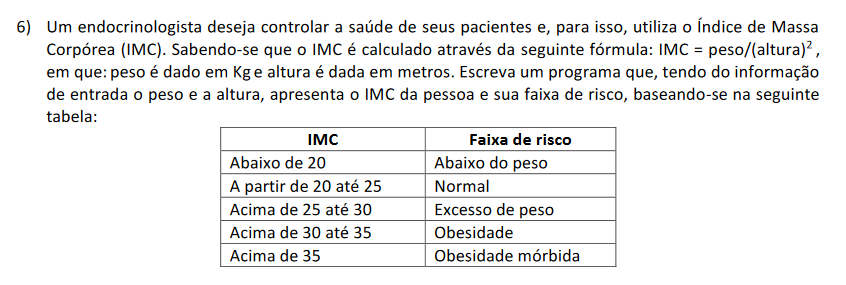 6) Um endocrinologista deseja controlar a saúde de seus pacientes e, para isso, utiliza o Índice de Massa
Corpórea (IMC). Sabendo-se que o IMC é calculado através da seguinte fórmula: IMC = peso/(altura)² ,
em que: peso é dado em Kg e altura é dada em metros. Escreva um programa que, tendo do informação
de entrada o peso e a altura, apresenta o IMC da pessoa e sua faixa de risco, baseando-se na seguinte
tabela:
IMC Faixa de risco
Abaixo de 20 Abaixo do peso
A partir de 20 até 25 Normal
Acima de 25 até 30 Excesso de peso
Acima de 30 até 35 Obesidade
Acima de 35 Obesidade mórbida